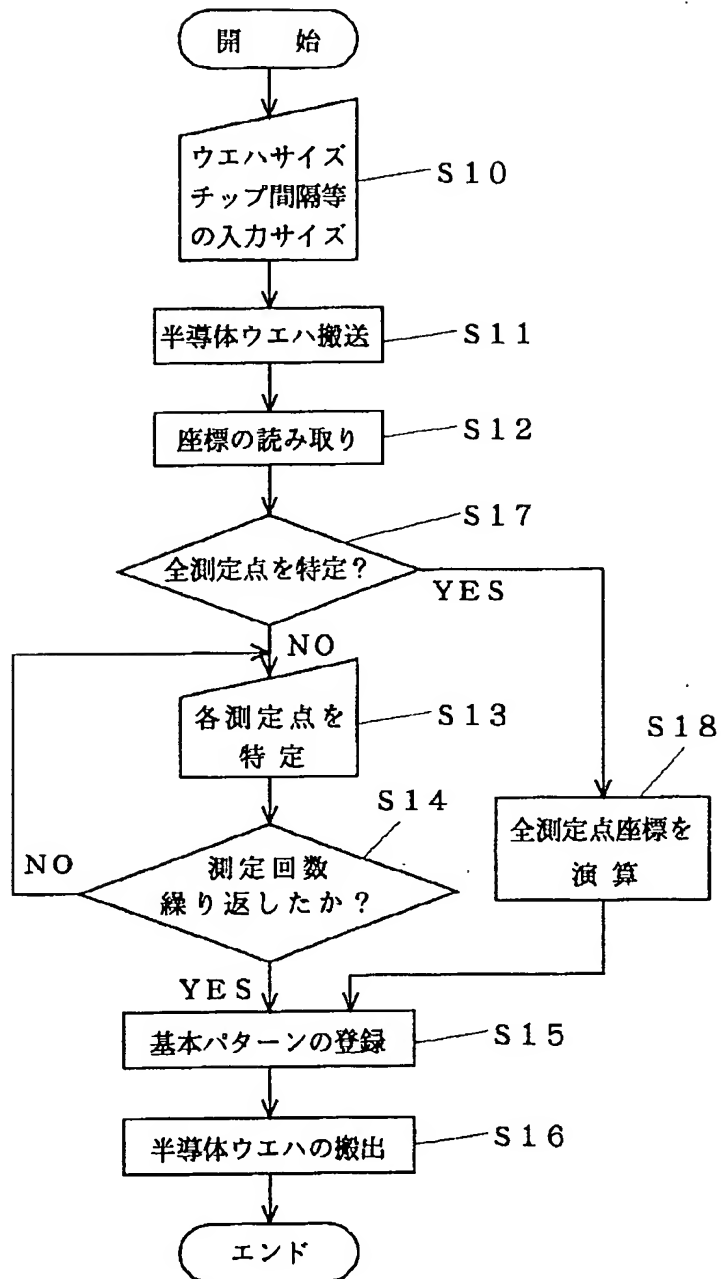 開　始
ウエハサイズ
チップ間隔等
の入力サイズ
S10
半導体ウエハ搬送
S11
座標の読み取り
S12
S17
全測定点を特定？
YES
NO
各測定点を
特定
S13
S18
全測定点座標を
演算
S14
測定回数
繰り返したか？
NO
YES
基本パターンの登録
S15
半導体ウエハの搬出
S16
エンド